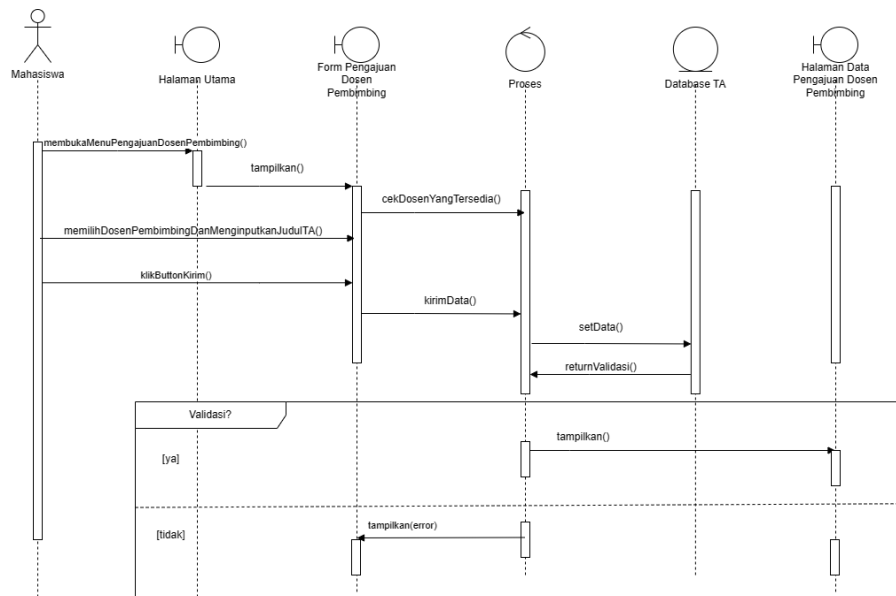 Mahasiswa
Halaman Utama
Form Pengajuan
Dosen
Pembimbing
Proses
Database TA
Halaman Data
Pengajuan Dosen
Pembimbing
membukaMenuPengajuanDosenPembimbing()
tampilkan()
cekDosenYangTersedia()
memilihDosenPembimbingDanMenginputkanJudulTA()
klikButtonKirim()
kirimData()
setData()
returnValidasi()
Validasi?
tampilkan()
[ya]
tampilkan(error)
[tidak]